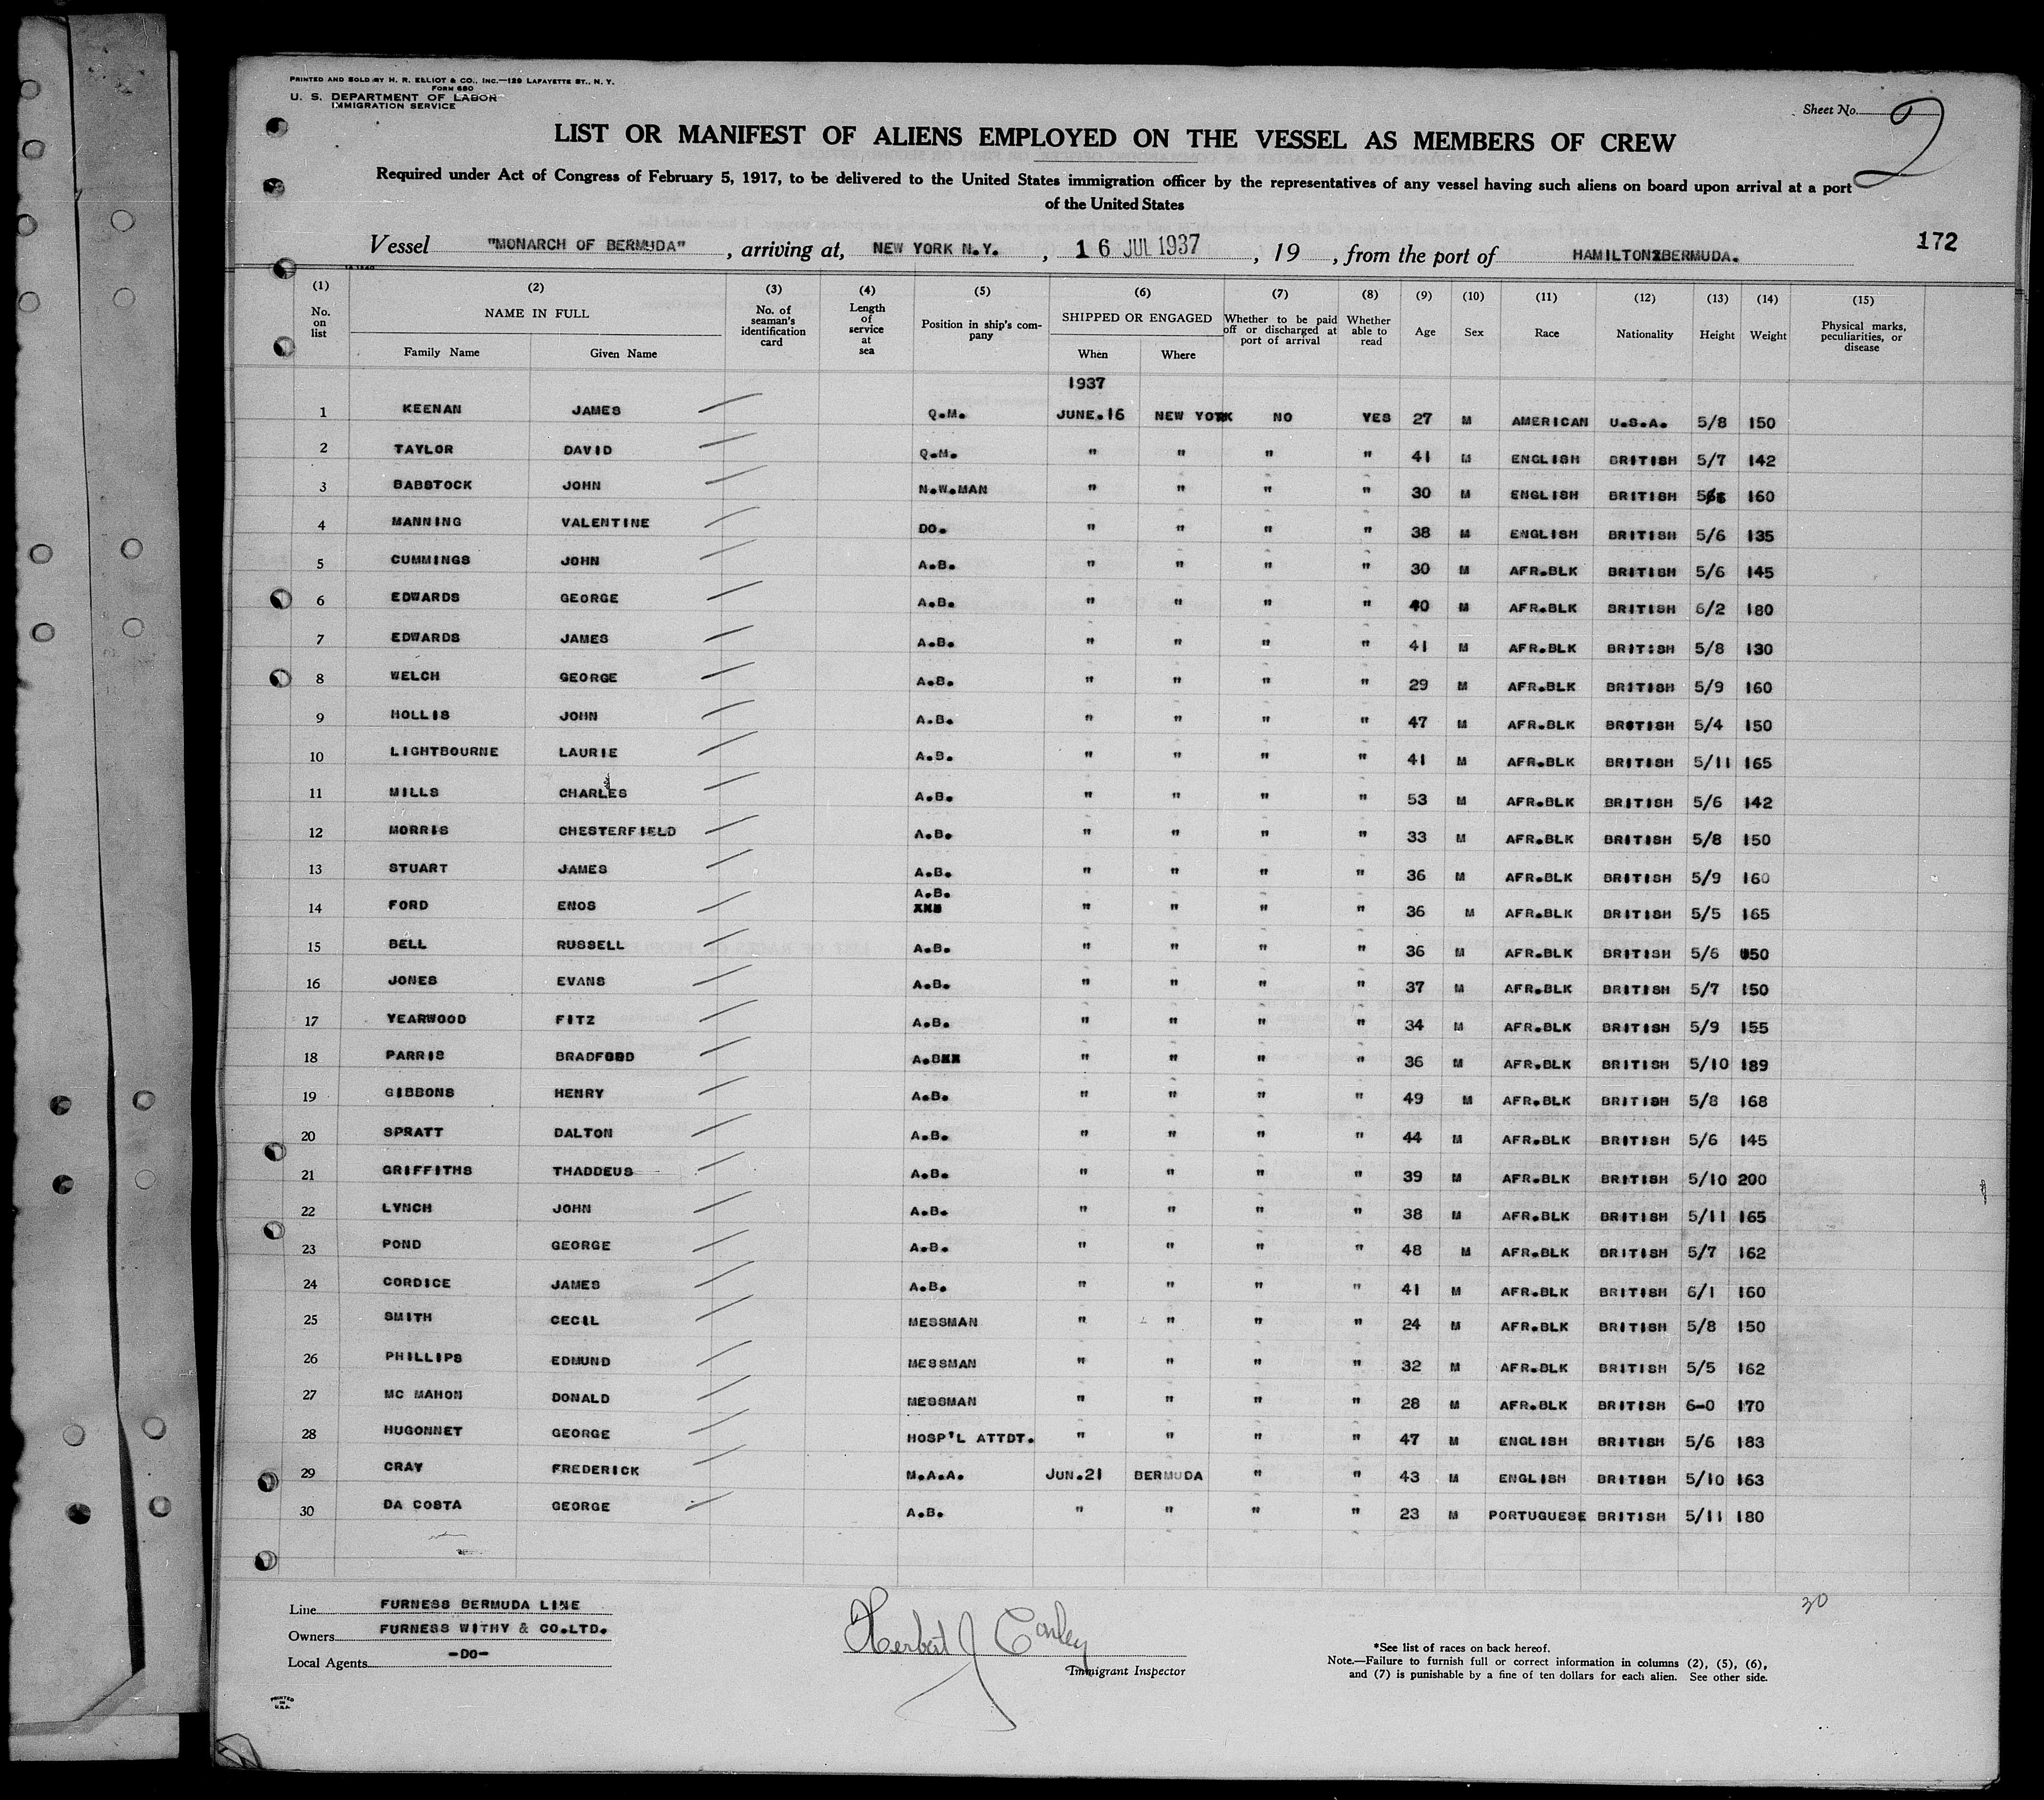 PRINTED AND SOLD BY H. R. ELLIOT & CO., INC.—129 LAFAYETTE ST., N. Y.
FORM 680
U. S. DEPARTMENT OF LABOR
IMMIGRATION SERVICE
Sheet No. 2
LIST OR MANIFEST OF ALIENS EMPLOYED ON THE VESSEL AS MEMBERS OF CREW
Required under Act of Congress of February 5, 1917, to be delivered to the United States immigration officer by the representatives of any vessel having such aliens on board upon arrival at a port
of the United States
Vessel "MONARCH OF BERMUDA", arriving at, NEW YORK N.Y., 16 JUL 1937, 19 , from the port of HAMILTON BERMUDA.
172
(1) No. on list (2) NAME IN FULL Family Name Given Name (3) No. of seaman's identification card (4) Length of service at sea (5) Position in ship's company (6) SHIPPED OR ENGAGED When Where (7) Whether to be paid off or discharged at port of arrival (8) Whether able to read (9) Age (10) Sex (11) Race (12) Nationality (13) Height (14) Weight (15) Physical marks, peculiarities, or disease
1937
1 KEENAN JAMES Q.M. JUNE.16 NEW YORK NO YES 27 M AMERICAN U.S.A. 5/8 150
2 TAYLOR DAVID Q.M. " " " " 41 M ENGLISH BRITISH 5/7 142
3 BABSTOCK JOHN N.W.MAN " " " " 30 M ENGLISH BRITISH 160
4 MANNING VALENTINE DO. " " " " 38 M ENGLISH BRITISH 5/6 135
5 CUMMINGS JOHN A.B. " " " " 30 M AFR.BLK BRITISH 5/6 145
6 EDWARDS GEORGE A.B. " " " " 40 M AFR.BLK BRITISH 6/2 180
7 EDWARDS JAMES A.B. " " " " 41 M AFR.BLK BRITISH 5/8 130
8 WELCH GEORGE A.B. " " " " 29 M AFR.BLK BRITISH 5/9 160
9 HOLLIS JOHN A.B. " " " " 47 M AFR.BLK BRITISH 5/4 150
10 LIGHTBOURNE LAURIE A.B. " " " " 41 M AFR.BLK BRITISH 5/11 165
11 MILLS CHARLES A.B. " " " " 53 M AFR.BLK BRITISH 5/6 142
12 MORRIS CHESTERFIELD A.B. " " " " 33 M AFR.BLK BRITISH 5/8 150
13 STUART JAMES A.B. " " " " 36 M AFR.BLK BRITISH 5/9 160
14 FORD ENOS A.B. " " " " 36 M AFR.BLK BRITISH 5/5 165
15 BELL RUSSELL A.B. " " " " 36 M AFR.BLK BRITISH 5/6 150
16 JONES EVANS A.B. " " " " 37 M AFR.BLK BRITISH 5/7 150
17 YEARWOOD FITZ A.B. " " " " 34 M AFR.BLK BRITISH 5/9 155
18 PARRIS BRADFORD A.B " " " " 36 M AFR.BLK BRITISH 5/10 189
19 GIBBONS HENRY A.B. " " " " 49 M AFR.BLK BRITISH 5/8 168
20 SPRATT DALTON A.B. " " " " 44 M AFR.BLK BRITISH 5/6 145
21 GRIFFITHS THADDEUS A.B. " " " " 39 M AFR.BLK BRITISH 5/10 200
22 LYNCH JOHN A.B. " " " " 38 M AFR.BLK BRITISH 5/11 165
23 POND GEORGE A.B. " " " " 48 M AFR.BLK BRITISH 5/7 162
24 CORDICE JAMES A.B. " " " " 41 M AFR.BLK BRITISH 6/1 160
25 SMITH CECIL MESSMAN " " " " 24 M AFR.BLK BRITISH 5/8 150
26 PHILLIPS EDMUND MESSMAN " " " " 32 M AFR.BLK BRITISH 5/5 162
27 MC MAHON DONALD MESSMAN " " " " 28 M AFR.BLK BRITISH 6-0 170
28 HUGONNET GEORGE HOSP'L ATTDT. " " " " 47 M ENGLISH BRITISH 5/6 183
29 CRAY FREDERICK M.A.A. JUN.21 BERMUDA " " 43 M ENGLISH BRITISH 5/10 163
30 DA COSTA GEORGE A.B. " " " " 23 M PORTUGUESE BRITISH 5/11 180
30
Line FURNESS BERMUDA LINE
Owners FURNESS WITHY & CO.LTD.
Local Agents -DO-
Herbert J Conley
Immigrant Inspector
*See list of races on back hereof.
Note.—Failure to furnish full or correct information in columns (2), (5), (6),
and (7) is punishable by a fine of ten dollars for each alien. See other side.
PRINTED
IN
U.S.A.